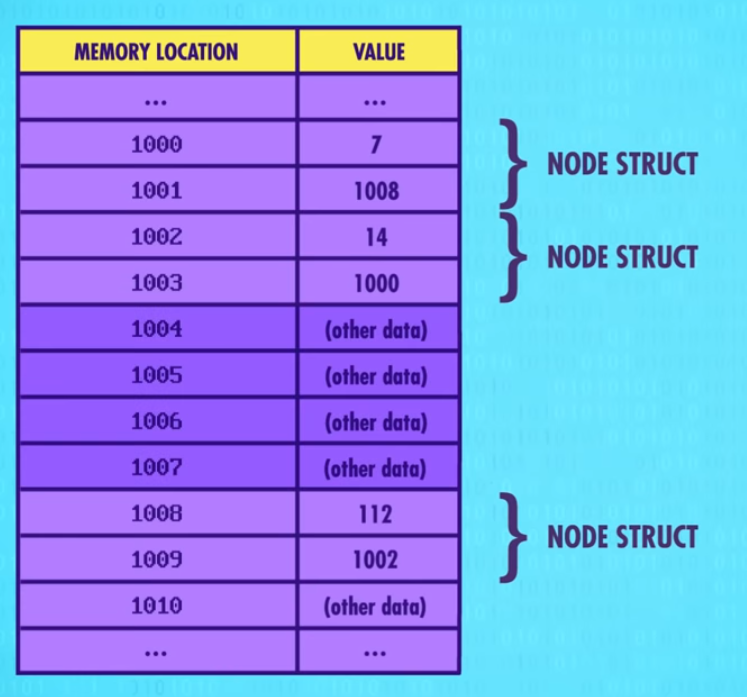 MEMORY LOCATION VALUE
... ...
1000 7
1001 1008
NODE STRUCT
1002 14
1003 1000
NODE STRUCT
1004 (other data)
1005 (other data)
1006 (other data)
1007 (other data)
1008 112
1009 1002
NODE STRUCT
1010 (other data)
... ...